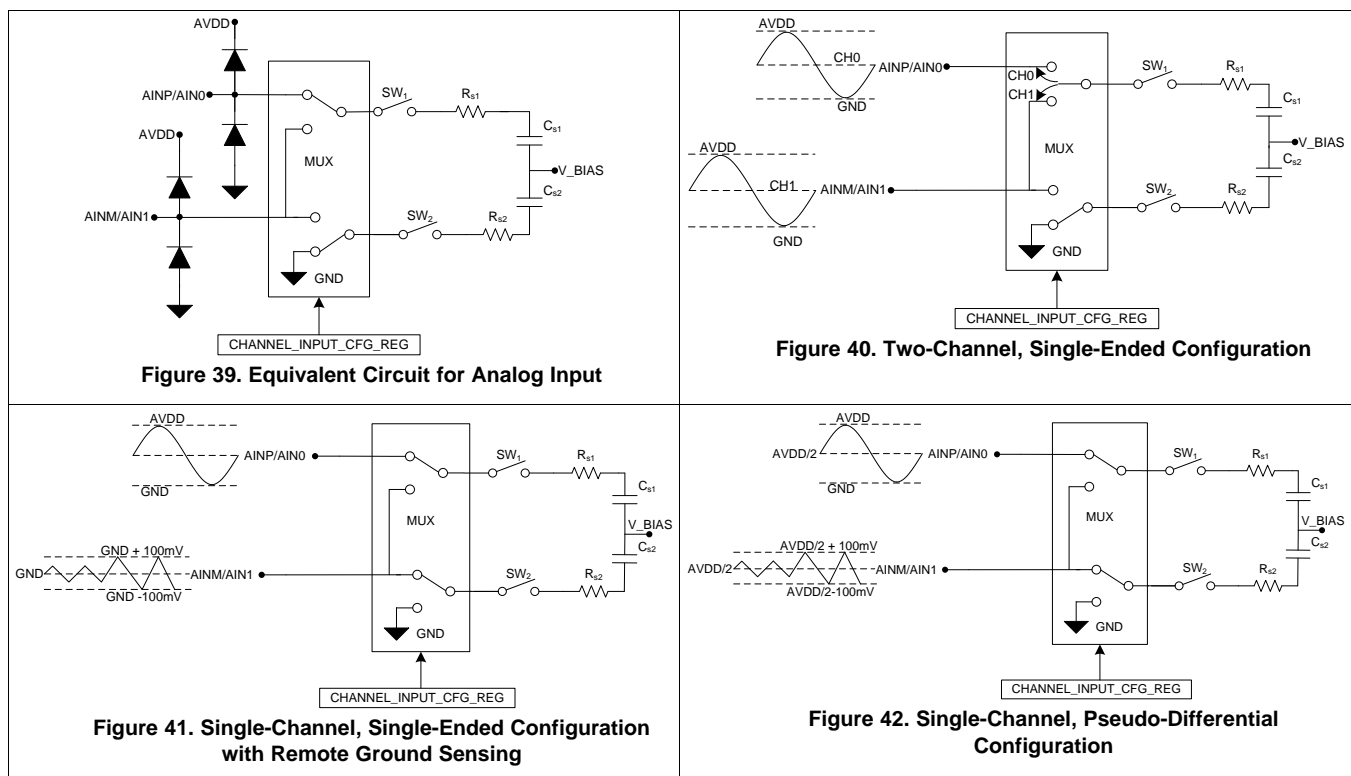 AVDD
AINP/AIN0
AVDD
AINM/AIN1
MUX
SW1
Rs1
Cs1
V_BIAS
Cs2
SW2
Rs2
GND
CHANNEL_INPUT_CFG_REG
Figure 39. Equivalent Circuit for Analog Input
AVDD
CH0
GND
AINP/AIN0
CH0
CH1
SW1
Rs1
Cs1
MUX
V_BIAS
AVDD
CH1
GND
AINM/AIN1
Cs2
SW2
Rs2
GND
CHANNEL_INPUT_CFG_REG
Figure 40. Two-Channel, Single-Ended Configuration
AVDD
GND
AINP/AIN0
SW1
Rs1
Cs1
MUX
V_BIAS
Cs2
GND + 100mV
GND
GND -100mV
AINM/AIN1
SW2
Rs2
GND
CHANNEL_INPUT_CFG_REG
Figure 41. Single-Channel, Single-Ended Configuration
with Remote Ground Sensing
AVDD
AVDD/2
GND
AINP/AIN0
SW1
Rs1
Cs1
MUX
V_BIAS
Cs2
AVDD/2 + 100mV
AVDD/2
AVDD/2-100mV
AINM/AIN1
SW2
Rs2
GND
CHANNEL_INPUT_CFG_REG
Figure 42. Single-Channel, Pseudo-Differential
Configuration